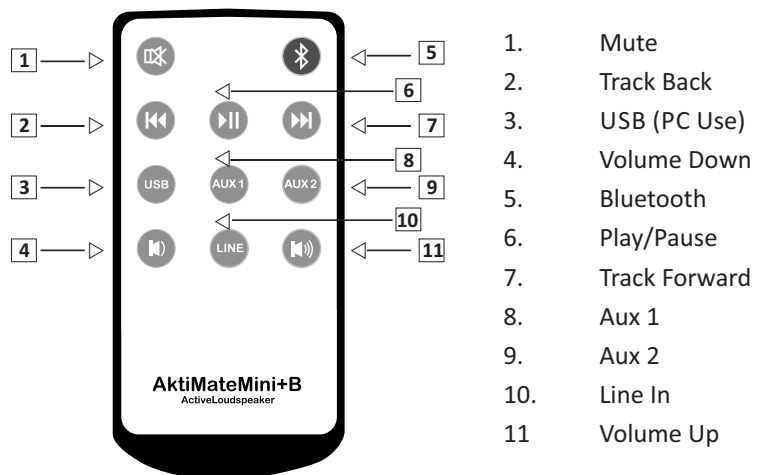 1
5
6
2
7
8
USB AUX 1 AUX 2
3
9
10
4
LINE
11
AktiMateMini+B
ActiveLoudspeaker
1. Mute
2. Track Back
3. USB (PC Use)
4. Volume Down
5. Bluetooth
6. Play/Pause
7. Track Forward
8. Aux 1
9. Aux 2
10. Line In
11 Volume Up